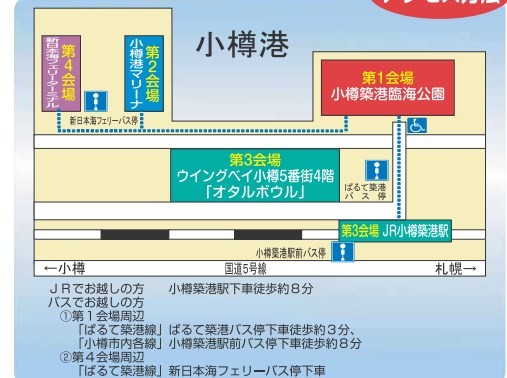 アクセス方法
小樽港
第4会場
新日本海フェリーターミナル
第2会場
小樽港マリーナ
第1会場
小樽築港臨海公園
新日本海フェリーバス停
第3会場
ウイングベイ小樽5番街4階
「オタルボウル」
ぱるて築港
バス停
第3会場 JR小樽築港駅
小樽築港駅前バス停
←小樽
国道5号線
札幌→
JRでお越しの方 小樽築港駅下車徒歩約8分
バスでお越しの方
①第1会場周辺
「ぱるて築港線」ぱるて築港バス停下車徒歩約3分、
「小樽市内各線」小樽築港駅前バス停下車徒歩約8分
②第4会場周辺
「ぱるて築港線」新日本海フェリーバス停下車